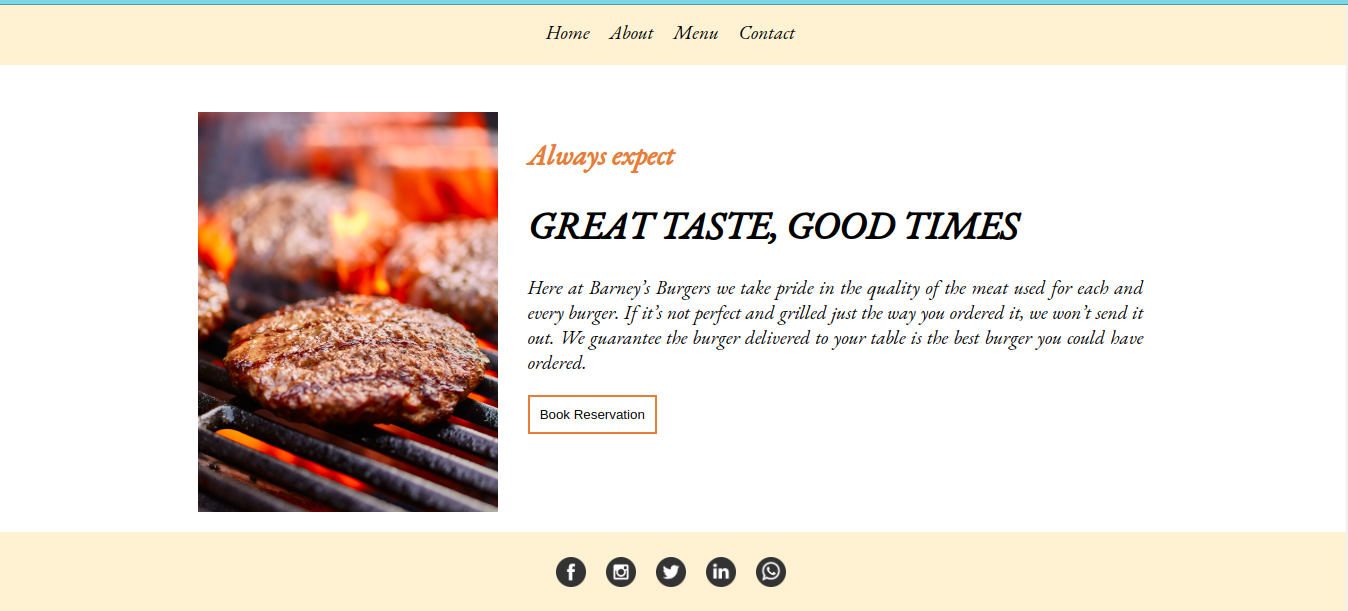 Home About Menu Contact
Always expect
GREAT TASTE, GOOD TIMES
Here at Barney’s Burgers we take pride in the quality of the meat used for each and
every burger. If it’s not perfect and grilled just the way you ordered it, we won’t send it
out. We guarantee the burger delivered to your table is the best burger you could have
ordered.
Book Reservation